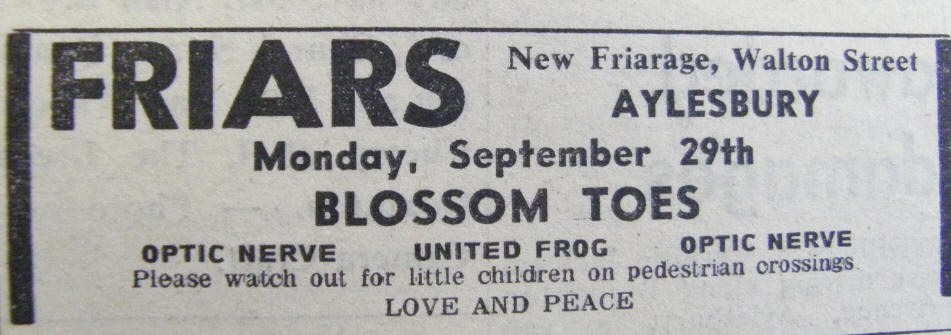 FRIARS
New Friarage, Walton Street
AYLESBURY
Monday, September 29th
BLOSSOM TOES
OPTIC NERVE UNITED FROG OPTIC NERVE
Please watch out for little children on pedestrian crossings
LOVE AND PEACE